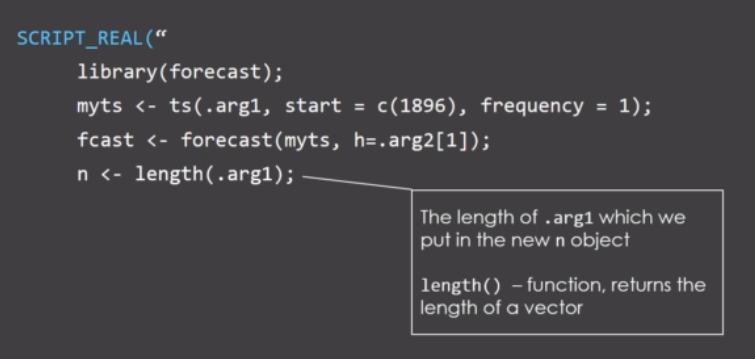 SCRIPT_REAL(“
library(forecast);
myts <- ts(.arg1, start = c(1896), frequency = 1);
fcast <- forecast(myts, h=.arg2[1]);
n <- length(.arg1);
The length of .arg1 which we
put in the new n object
length() – function, returns the
length of a vector